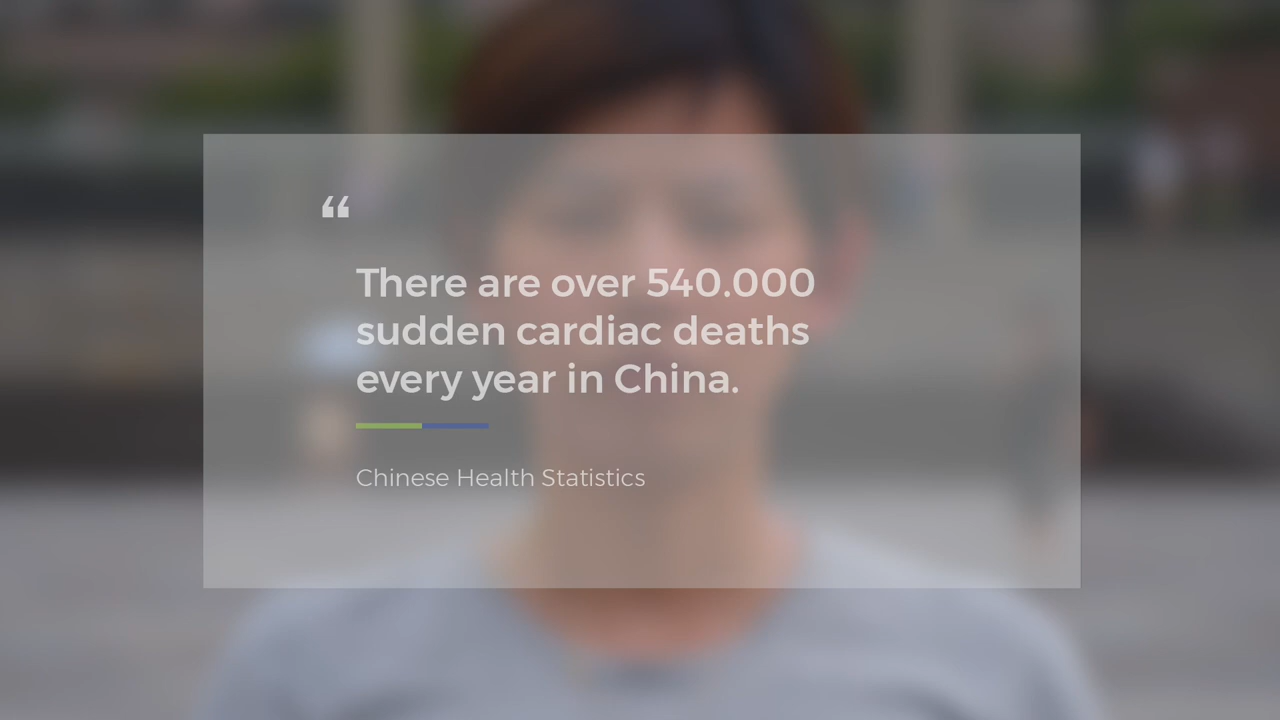 “
There are over 540.000
sudden cardiac deaths
every year in China.
Chinese Health Statistics